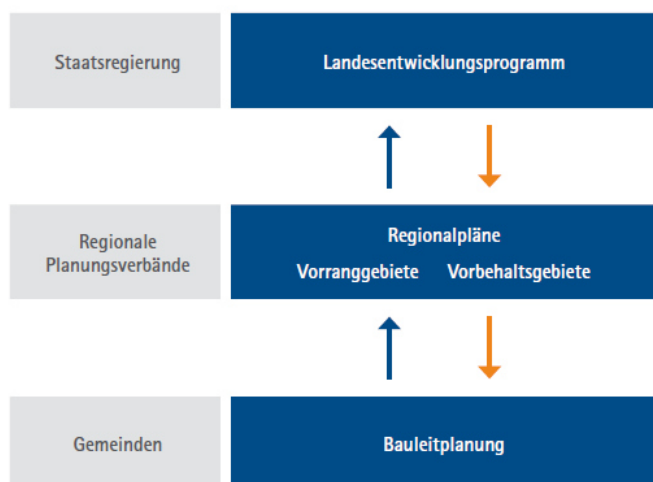 Staatsregierung
Landesentwicklungsprogramm
Regionale
Planungsverbände
Regionalpläne
Vorranggebiete Vorbehaltsgebiete
Gemeinden
Bauleitplanung